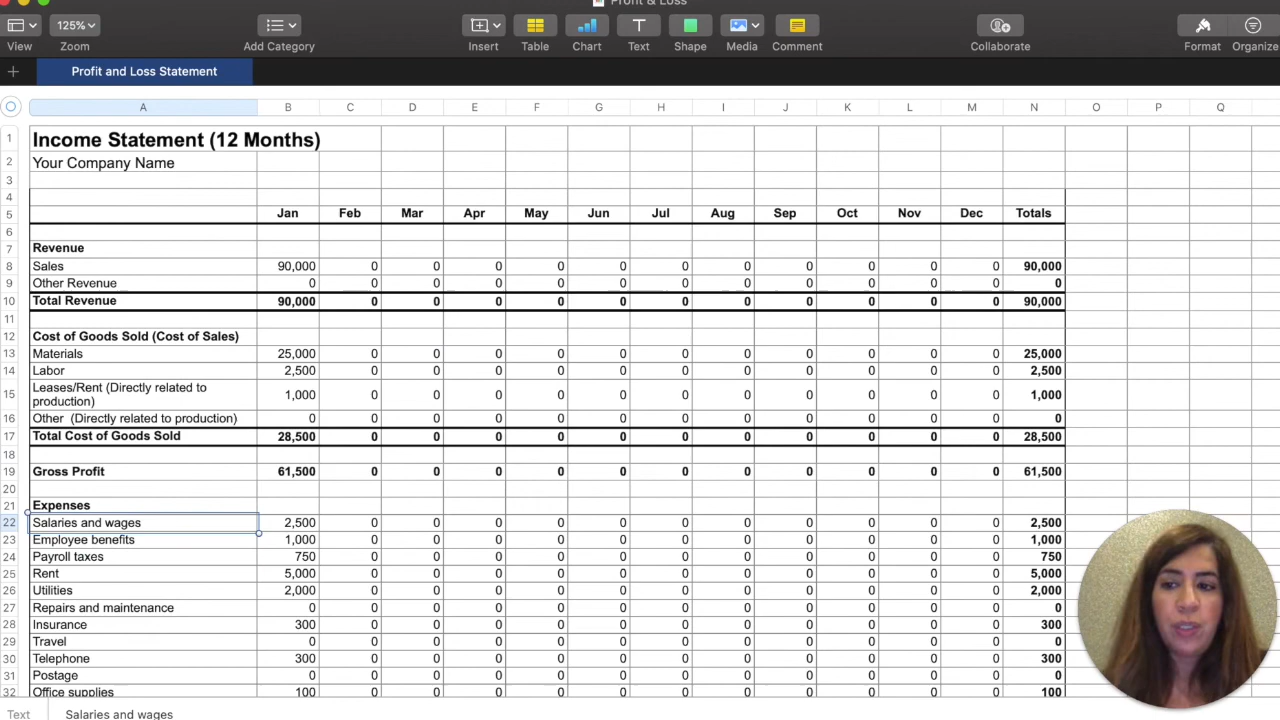 Profit & Loss
125%
View Zoom Add Category Insert Table Chart Text Shape Media Comment Collaborate Format Organize
Profit and Loss Statement
A B C D E F G H I J K L M N O P Q
1 Income Statement (12 Months)
2 Your Company Name
3
4
5 Jan Feb Mar Apr May Jun Jul Aug Sep Oct Nov Dec Totals
6
7 Revenue
8 Sales 90,000 0 0 0 0 0 0 0 0 0 0 0 90,000
9 Other Revenue 0 0 0 0 0 0 0 0 0 0 0 0 0
10 Total Revenue 90,000 0 0 0 0 0 0 0 0 0 0 0 90,000
11
12 Cost of Goods Sold (Cost of Sales)
13 Materials 25,000 0 0 0 0 0 0 0 0 0 0 0 25,000
14 Labor 2,500 0 0 0 0 0 0 0 0 0 0 0 2,500
15 Leases/Rent (Directly related to
production) 1,000 0 0 0 0 0 0 0 0 0 0 0 1,000
16 Other (Directly related to production) 0 0 0 0 0 0 0 0 0 0 0 0 0
17 Total Cost of Goods Sold 28,500 0 0 0 0 0 0 0 0 0 0 0 28,500
18
19 Gross Profit 61,500 0 0 0 0 0 0 0 0 0 0 0 61,500
20
21 Expenses
22 Salaries and wages 2,500 0 0 0 0 0 0 0 0 0 0 0 2,500
23 Employee benefits 1,000 0 0 0 0 0 0 0 0 0 0 0 1,000
24 Payroll taxes 750 0 0 0 0 0 0 0 0 0 0 0 750
25 Rent 5,000 0 0 0 0 0 0 0 0 0 0 0 5,000
26 Utilities 2,000 0 0 0 0 0 0 0 0 0 0 0 2,000
27 Repairs and maintenance 0 0 0 0 0 0 0 0 0 0 0 0 0
28 Insurance 300 0 0 0 0 0 0 0 0 0 0 0 300
29 Travel 0 0 0 0 0 0 0 0 0 0 0 0 0
30 Telephone 300 0 0 0 0 0 0 0 0 0 0 0 300
31 Postage 0 0 0 0 0 0 0 0 0 0 0 0 0
32 Office supplies 100 0 0 0 0 0 0 0 0 0 0 0 100
Text Salaries and wages